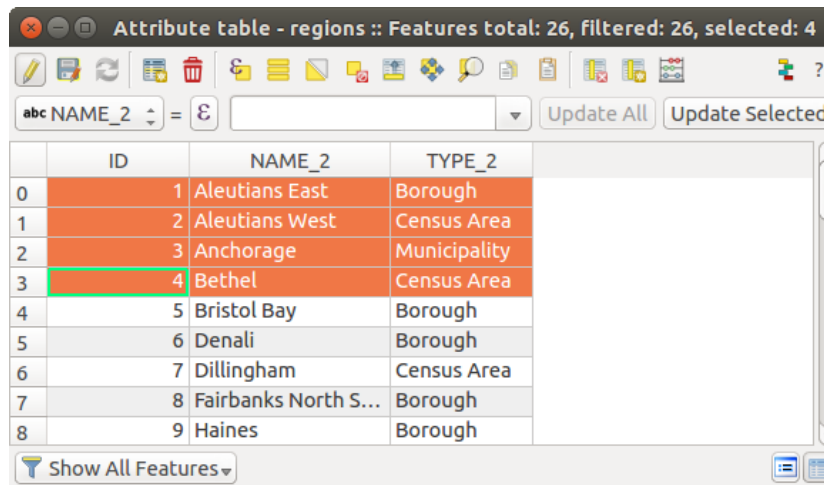 Attribute table - regions :: Features total: 26, filtered: 26, selected: 4
abc NAME_2 = ε Update All Update Selected
ID NAME_2 TYPE_2
0 1 Aleutians East Borough
1 2 Aleutians West Census Area
2 3 Anchorage Municipality
3 4 Bethel Census Area
4 5 Bristol Bay Borough
5 6 Denali Borough
6 7 Dillingham Census Area
7 8 Fairbanks North S... Borough
8 9 Haines Borough
Show All Features